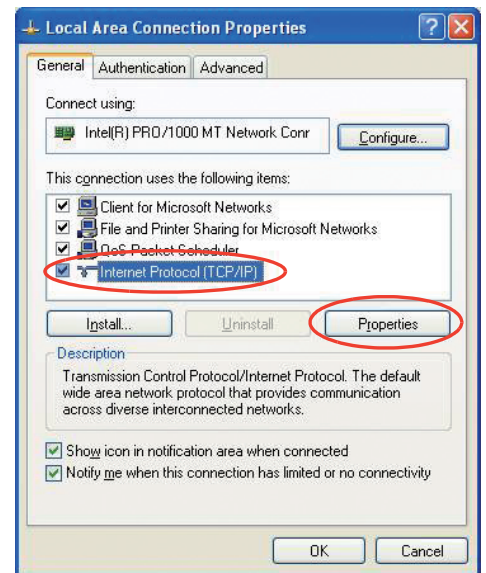 Local Area Connection Properties
General Authentication Advanced
Connect using:
Intel(R) PRO/1000 MT Network Conr
Configure...
This connection uses the following items:
Client for Microsoft Networks
File and Printer Sharing for Microsoft Networks
QoS Packet Scheduler
Internet Protocol (TCP/IP)
Install... Uninstall Properties
Description
Transmission Control Protocol/Internet Protocol. The default
wide area network protocol that provides communication
across diverse interconnected networks.
Show icon in notification area when connected
Notify me when this connection has limited or no connectivity
OK Cancel